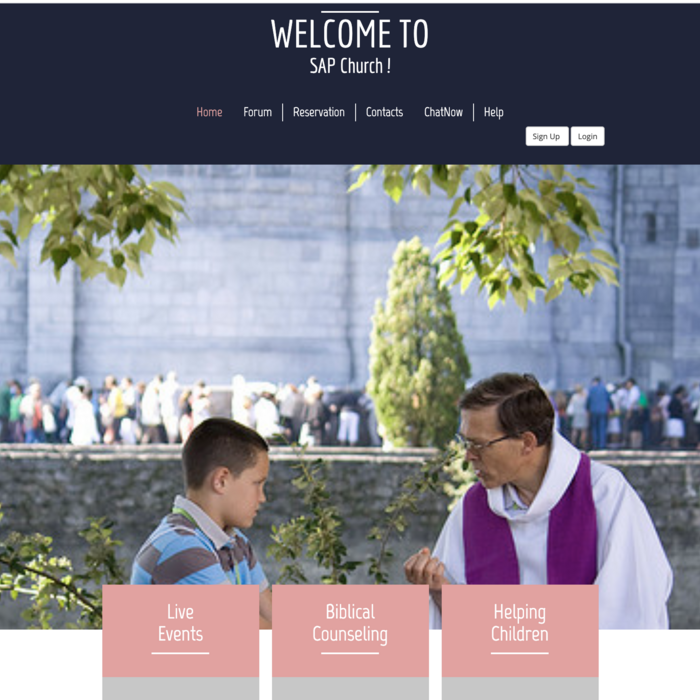 WELCOME TO
SAP Church !
Home Forum Reservation Contacts ChatNow Help
Sign Up Login
Live
Events
Biblical
Counseling
Helping
Children